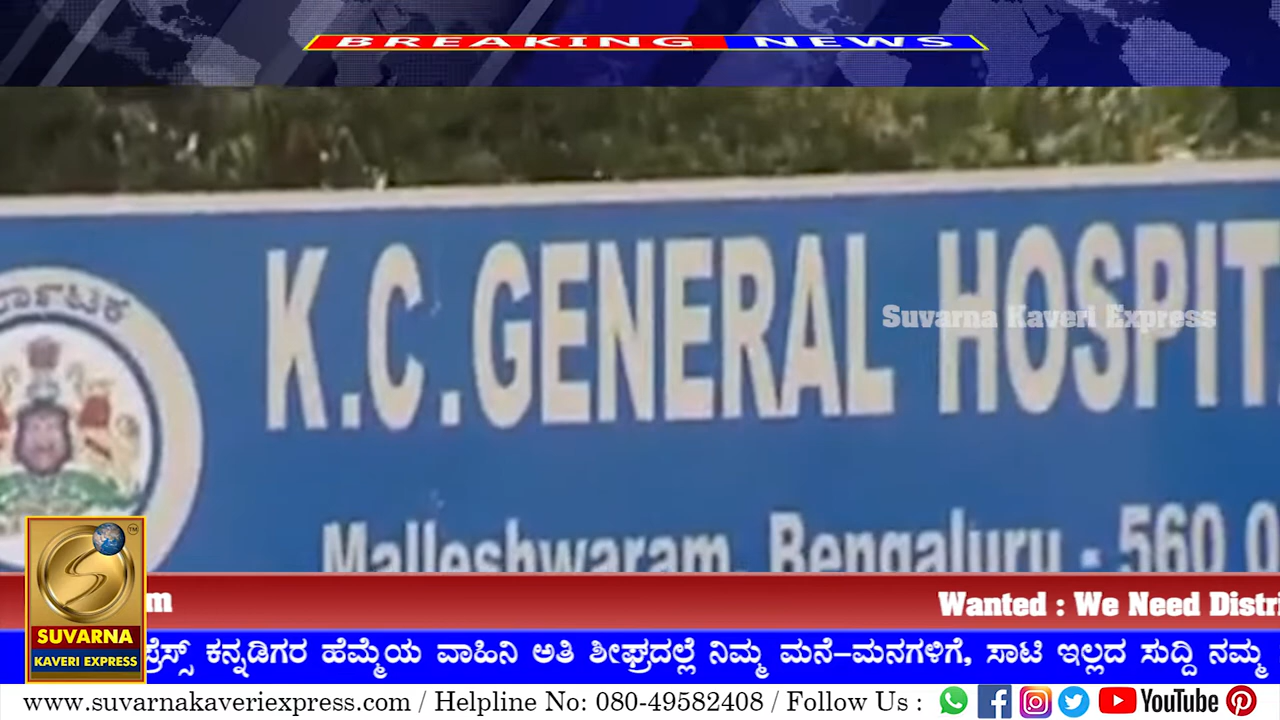 BREAKING NEWS
K.C.GENERAL HOSPIT
Suvarna Kaveri Express
Malleshwaram, Bengaluru - 560 0
SUVARNA
KAVERI EXPRESS
Wanted : We Need Distri
ಕನ್ನಡಿಗರ ಹೆಮ್ಮೆಯ ವಾಹಿನಿ ಅತಿ ಶೀಘ್ರದಲ್ಲೆ ನಿಮ್ಮ ಮನೆ-ಮನಗಳಿಗೆ, ಸಾಟಿ ಇಲ್ಲದ ಸುದ್ದಿ ನಮ್ಮ
www.suvarnakaveriexpress.com / Helpline No: 080-49582408 / Follow Us : YouTube